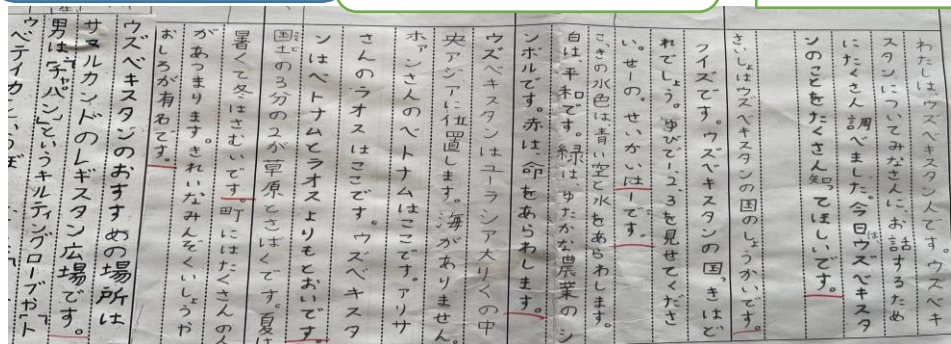 わたしはウズベキスタン人です。ウズベキ
スタンについてみなさんに、お話するため
にたくさん調べました。今日はウズベキスタ
ンのことをたくさん知ってほしいです。
さいしょはウズベキスタンの国のしょうかいです。
クイズです。ウズベキスタンの国っきはど
れでしょう。ゆびで1、2、3を見せてくださ
い。せーの。せいかいは1です。
こっきの水色は青い空と水をあらわします。
白は、平和です。緑は、ゆたかな農業のシ
ンボルです。赤は命をあらわします。
ウズベキスタンはユーラシア大りくの中
央アジアに位置します。海がありません。
ホアンさんのベトナムはここです。アリサ
さんのラオスはここです。ウズベキスタ
ンはベトナムとラオスよりもとおいです。
国土の3分の2が草原とさばくです。夏は
暑くて冬はさむいです。町にはたくさんの人
があつまります。きれいなみんぞくいしょうや
おしろが有名です。
ウズベキスタンのおすすめの場所は
サマルカンドのレギスタン広場です。
男は「チャパン」というキルティングローブが「ト